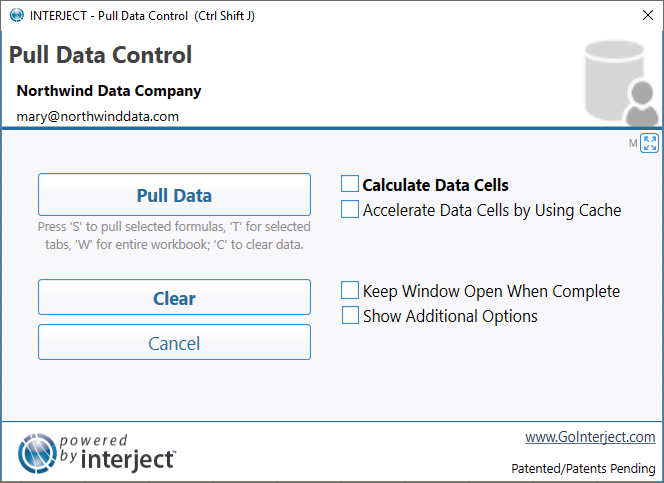 INTERJECT - Pull Data Control (Ctrl Shift J)
Pull Data Control
Northwind Data Company
mary@northwinddata.com
M
Pull Data
Press 'S' to pull selected formulas, 'T' for selected
tabs, 'W' for entire workbook; 'C' to clear data.
Calculate Data Cells
Accelerate Data Cells by Using Cache
Clear
Cancel
Keep Window Open When Complete
Show Additional Options
powered
by interject™
www.GoInterject.com
Patented/Patents Pending